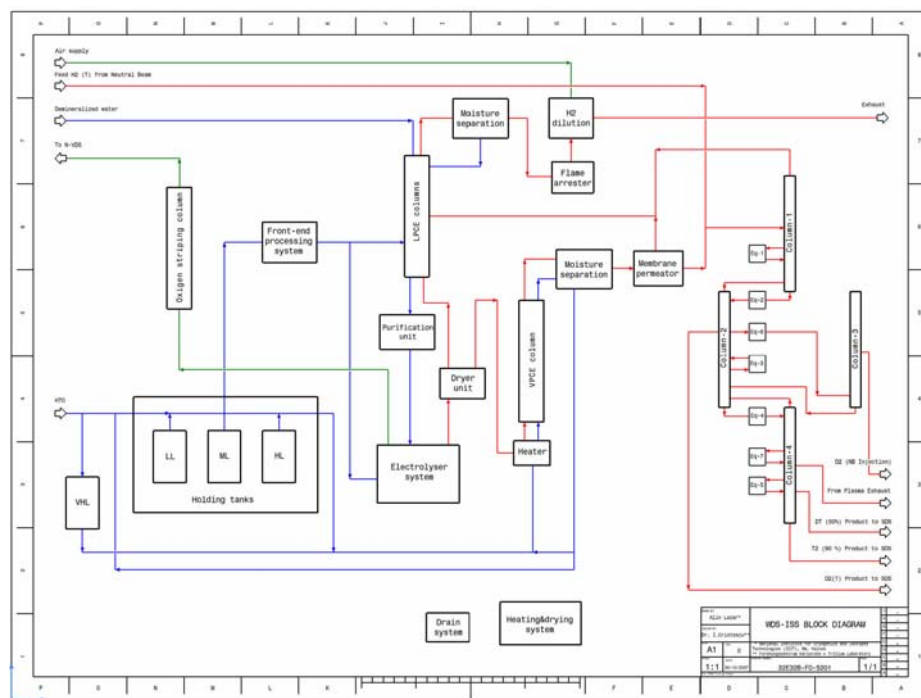 Air supply
Feed H2 (T) from Neutral Beam
Demineralized water
To N-VDS
HTO
Exhaust
Moisture
separation
H2
dilution
Flame
arrester
LPCE columns
Oxigen striping column
Front-end
processing
system
Moisture
separation
Membrane
permeator
Column-1
Eq-1
Eq-2
Column-2
Eq-6
Eq-3
Column-3
Eq-4
Column-4
Eq-7
Eq-5
Purification
unit
Dryer
unit
VPCE column
Heater
Electrolyser
system
LL
ML
HL
Holding tanks
VHL
D2 (NB Injection)
From Plasma Exhaust
DT (50%) Product to SDS
T2 (90 %) Product to SDS
D2(T) Product to SDS
Drain
system
Heating&drying
system
WDS-ISS BLOCK DIAGRAM
A1
1:1
1/1